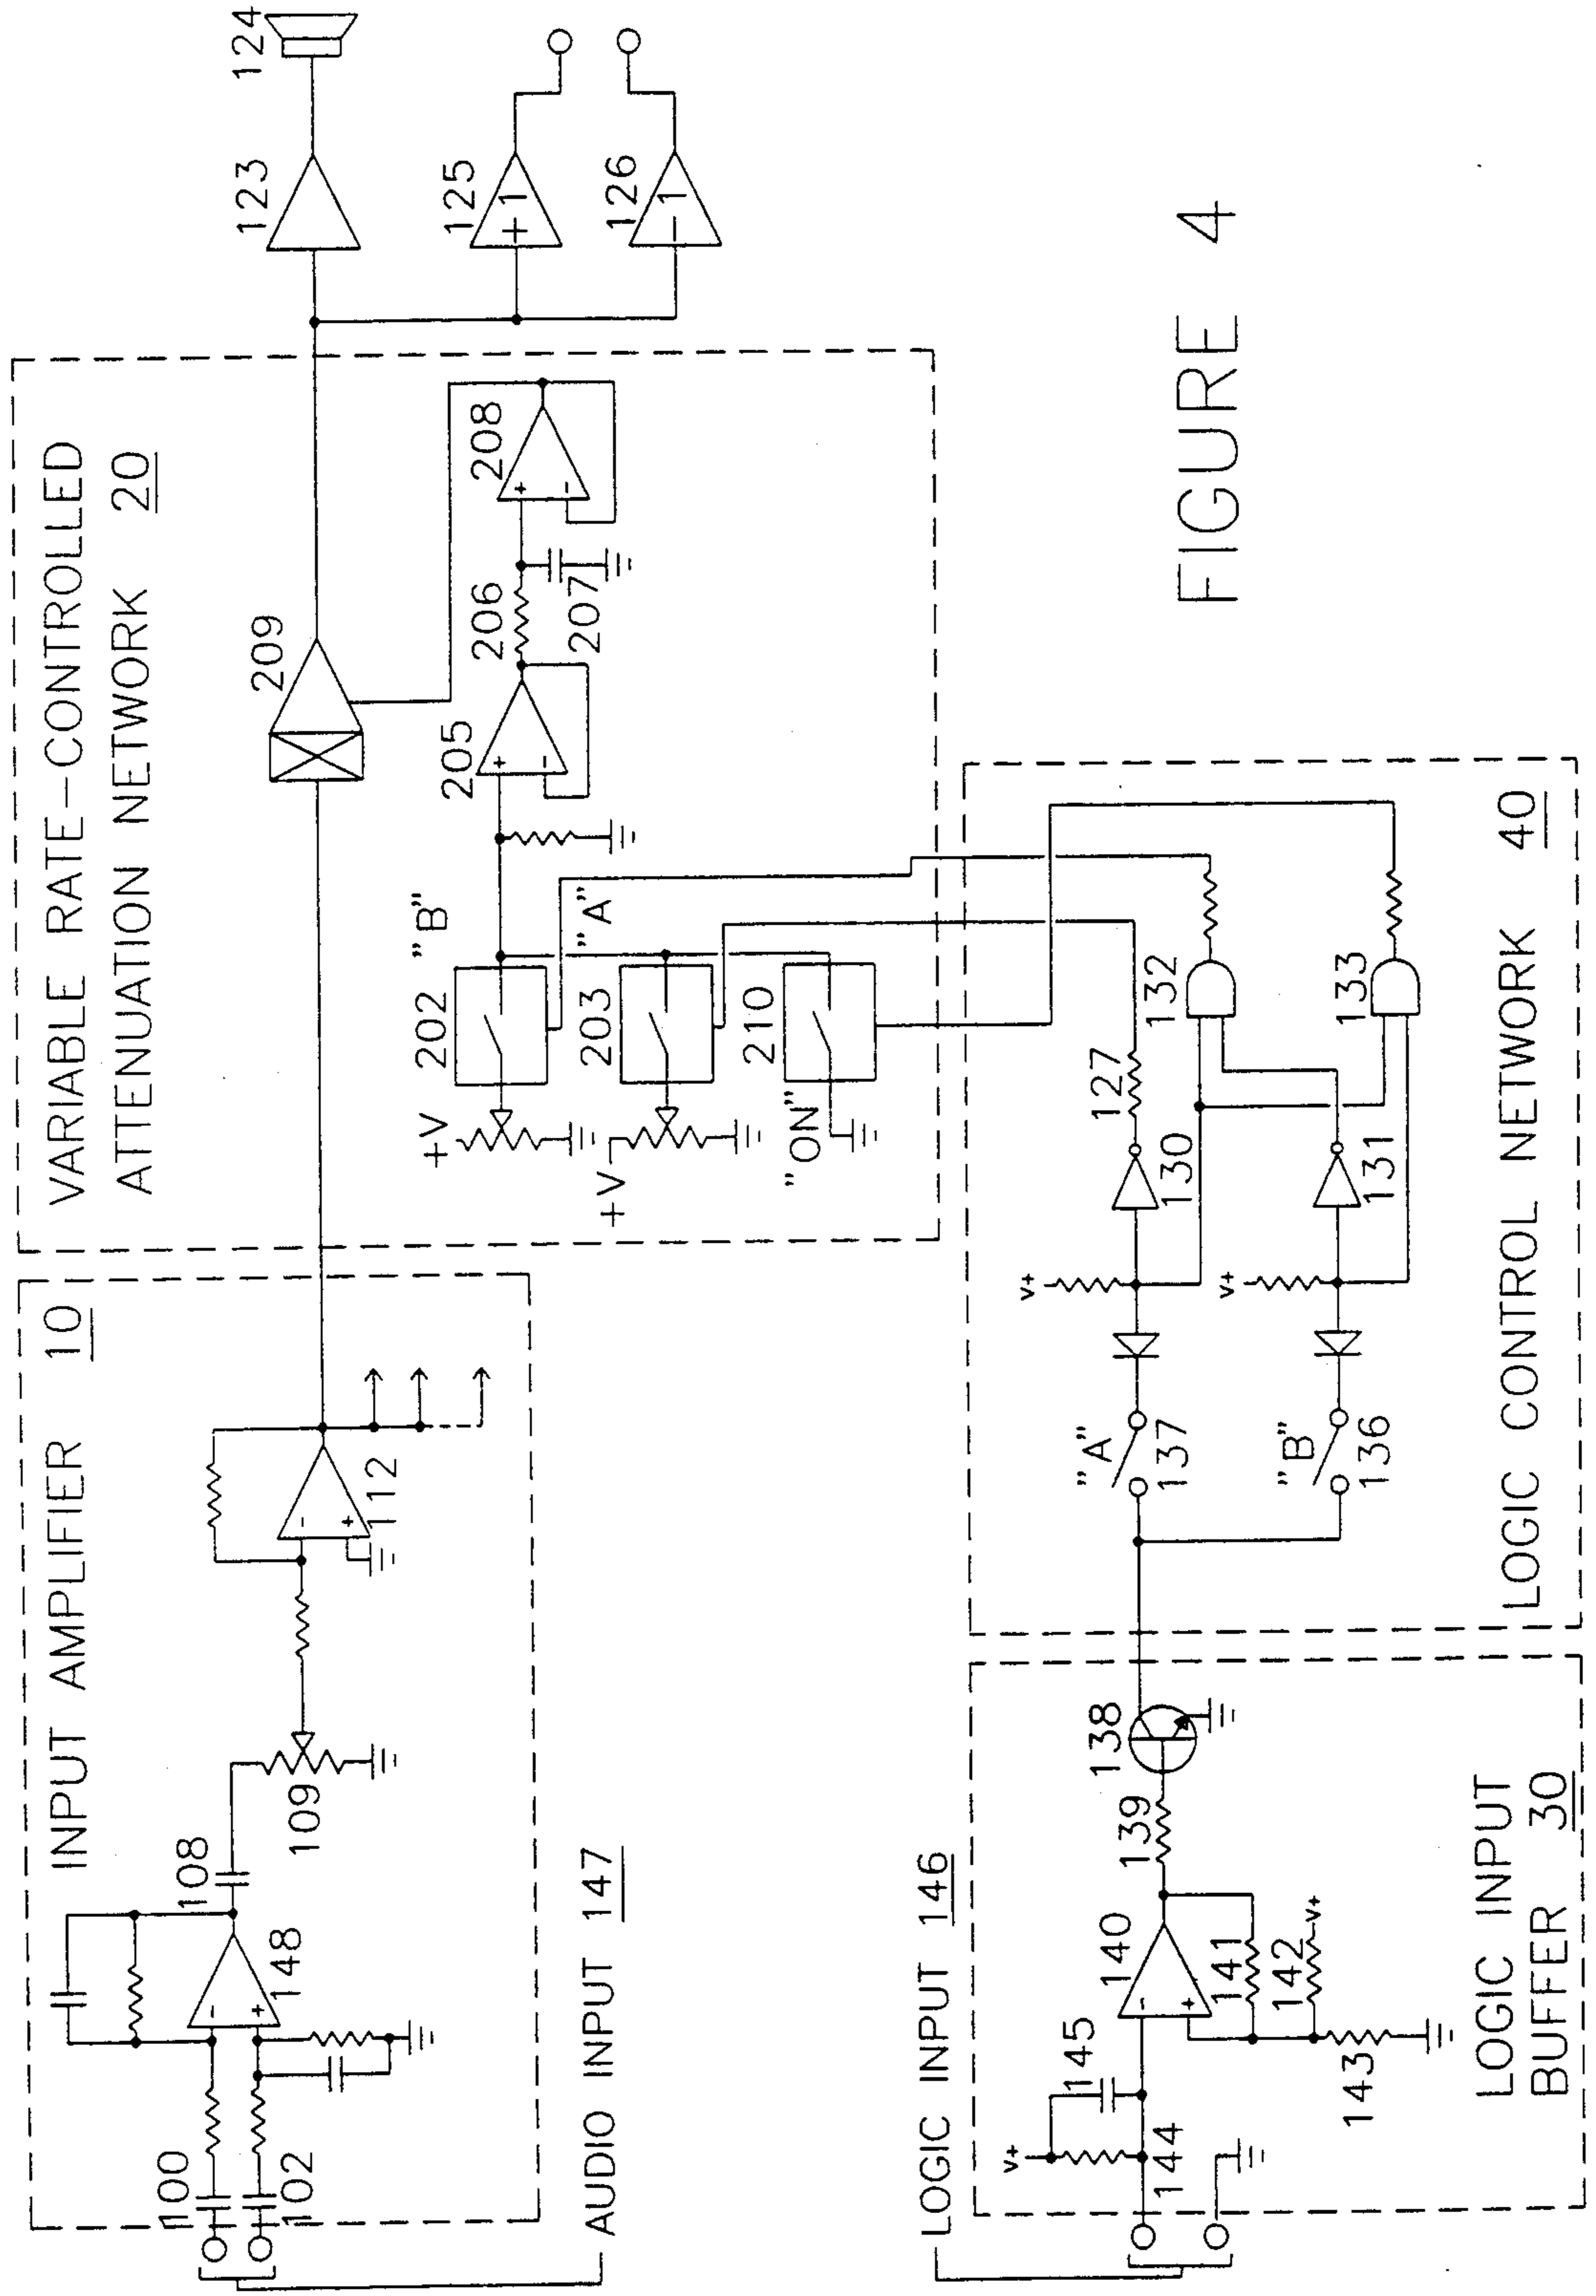 INPUT AMPLIFIER 10
100
102
148
108
109
112
- +
- +
AUDIO INPUT 147
VARIABLE RATE-CONTROLLED
ATTENUATION NETWORK 20
209
+V
202
"B"
+V
203
"A"
"ON"
210
205
+ -
206
207
208
+ -
123
124
125
+1
126
-1
LOGIC INPUT 146
V+
144
145
140
- +
141
142
V+
143
139
138
LOGIC INPUT
BUFFER 30
"A"
137
"B"
136
V+
V+
130
127
131
132
133
LOGIC CONTROL NETWORK 40
FIGURE 4